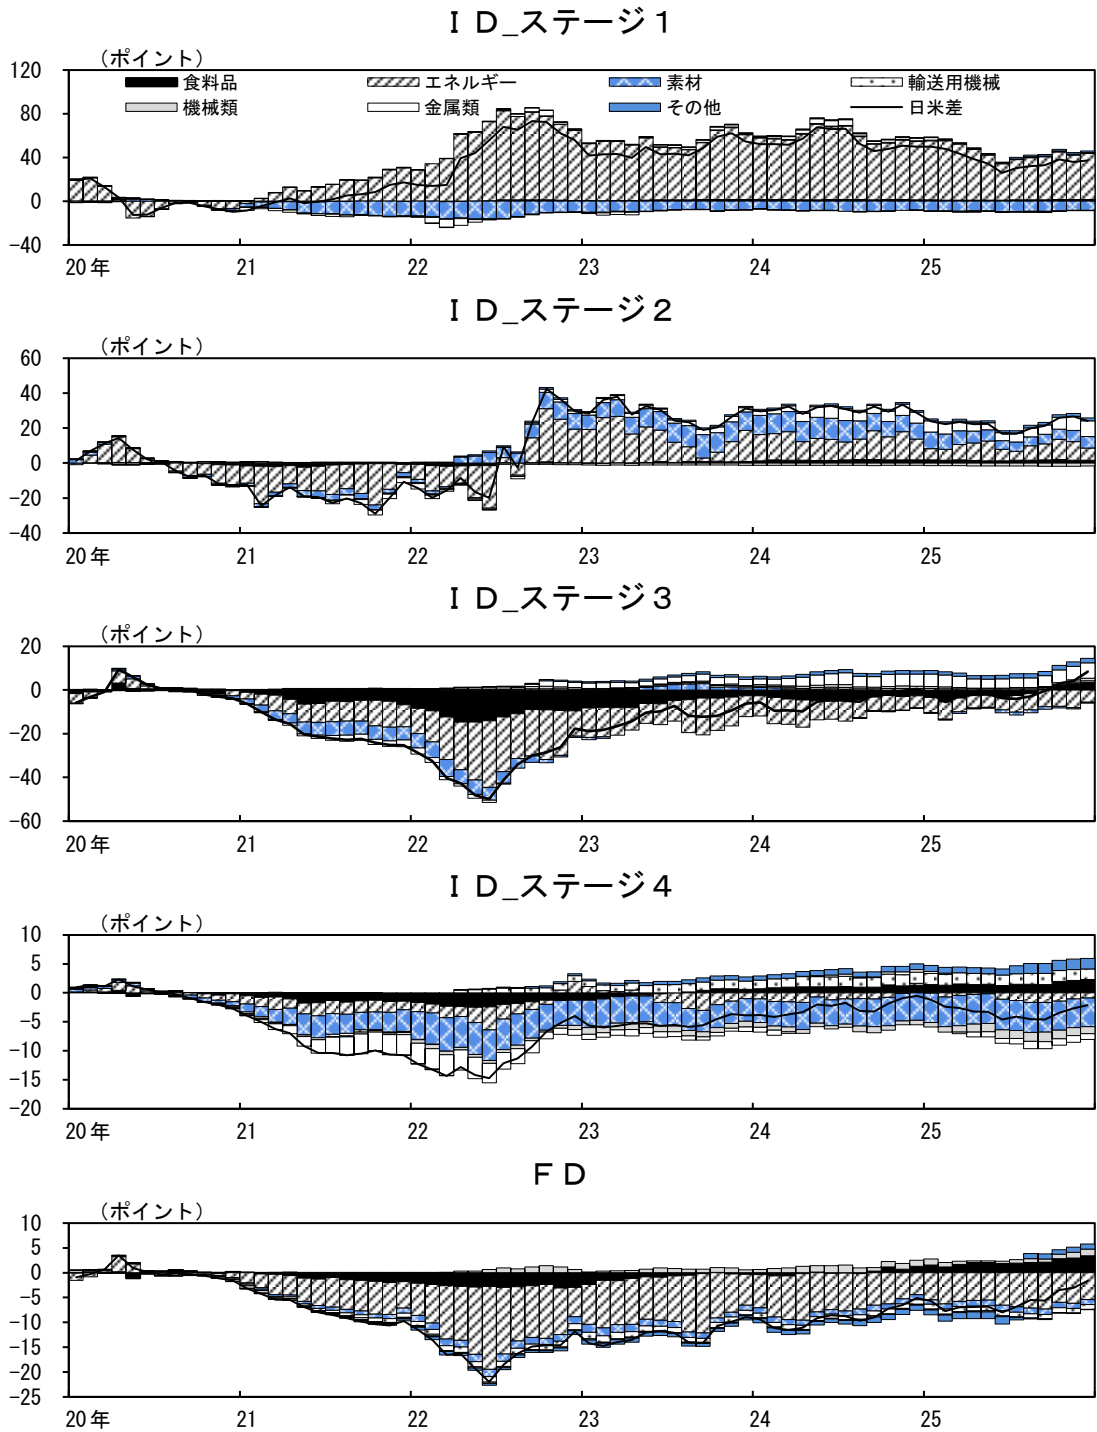 ＩＤ_ステージ１
（ポイント）
120
80
40
0
-40
食料品 エネルギー 素材 輸送用機械
機械類 金属類 その他 日米差
20年 21 22 23 24 25
ＩＤ_ステージ２
（ポイント）
60
40
20
0
-20
-40
20年 21 22 23 24 25
ＩＤ_ステージ３
（ポイント）
20
0
-20
-40
-60
20年 21 22 23 24 25
ＩＤ_ステージ４
（ポイント）
10
5
0
-5
-10
-15
-20
20年 21 22 23 24 25
ＦＤ
（ポイント）
10
5
0
-5
-10
-15
-20
-25
20年 21 22 23 24 25